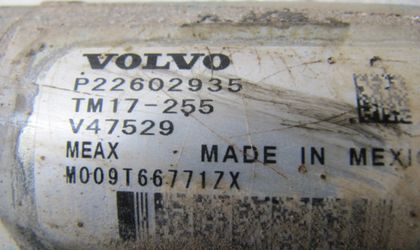 VOLVO
P22602935
TM17-255
V47529
MEAX MADE IN MEXI
M009T66771ZX